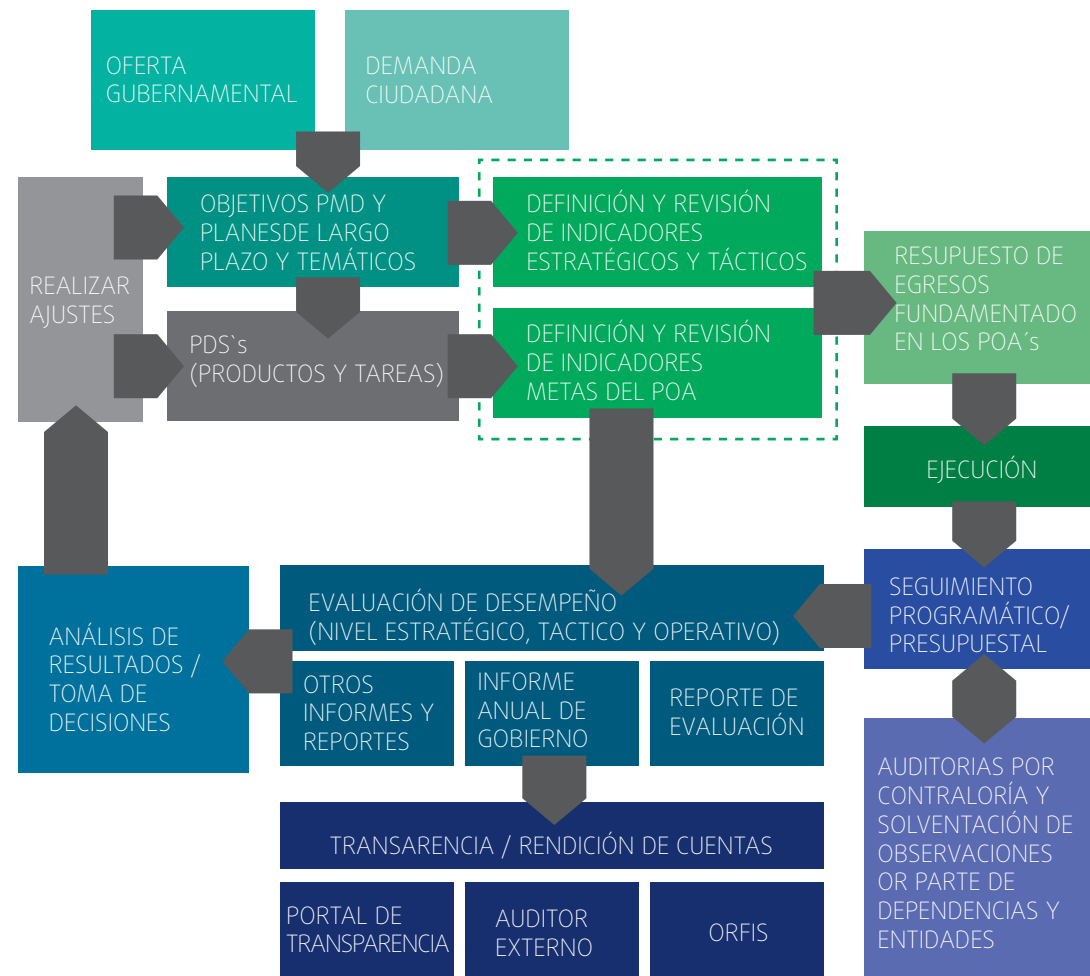 OFERTA
GUBERNAMENTAL
DEMANDA
CIUDADANA
REALIZAR
AJUSTES
OBJETIVOS PMD Y
PLANESDE LARGO
PLAZO Y TEMÁTICOS
PDS`s
(PRODUCTOS Y TAREAS)
DEFINICIÓN Y REVISIÓN
DE INDICADORES
ESTRATÉGICOS Y TÁCTICOS
DEFINICIÓN Y REVISIÓN
DE INDICADORES
METAS DEL POA
RESUPUESTO DE
EGRESOS
FUNDAMENTADO
EN LOS POA´s
EJECUCIÓN
SEGUIMIENTO
PROGRAMÁTICO/
PRESUPUESTAL
AUDITORIAS POR
CONTRALORÍA Y
SOLVENTACIÓN DE
OBSERVACIONES
OR PARTE DE
DEPENDENCIAS Y
ENTIDADES
EVALUACIÓN DE DESEMPEÑO
(NIVEL ESTRATÉGICO, TACTICO Y OPERATIVO)
OTROS
INFORMES Y
REPORTES
INFORME
ANUAL DE
GOBIERNO
REPORTE DE
EVALUACIÓN
ANÁLISIS DE
RESULTADOS /
TOMA DE
DECISIONES
TRANSARENCIA / RENDICIÓN DE CUENTAS
PORTAL DE
TRANSPARENCIA
AUDITOR
EXTERNO
ORFIS